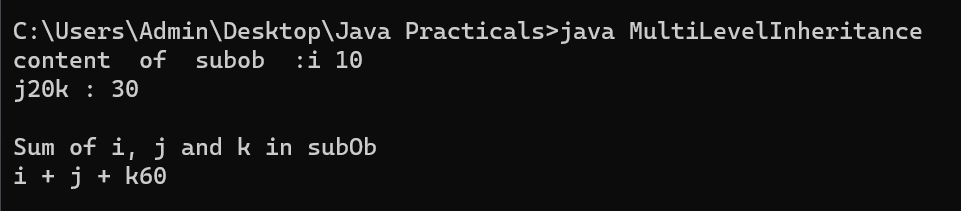 C:\Users\Admin\Desktop\Java Practicals>java MultiLevelInheritance
content  of  subob  :i 10
j20k : 30
Sum of i, j and k in subOb
i + j + k60